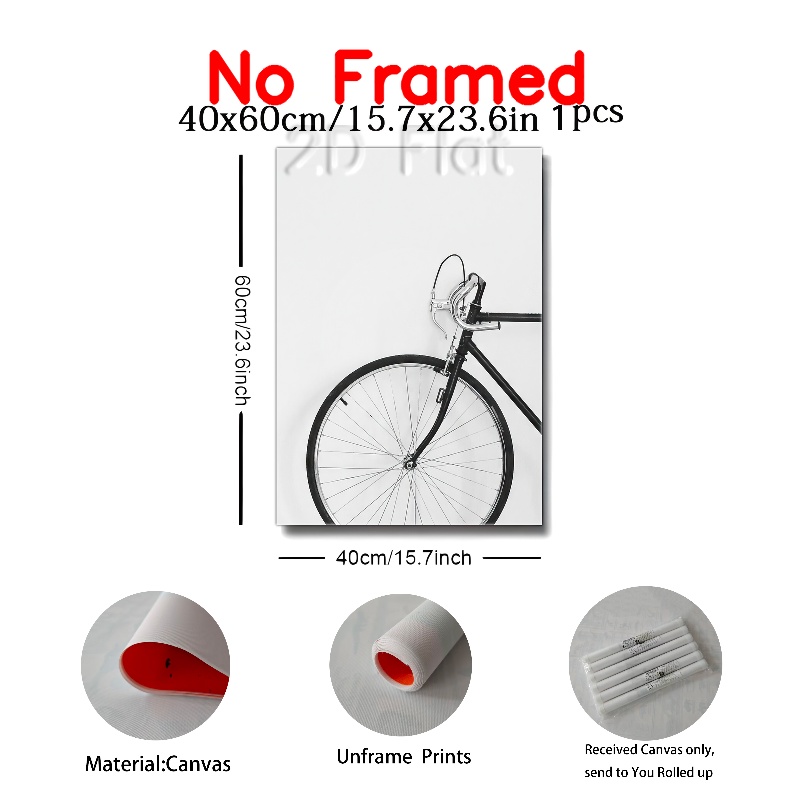 No Framed
40x60cm/15.7x23.6in 1pcs
2D Flat
60cm/23.6inch
40cm/15.7inch
Material:Canvas
Unframe Prints
Received Canvas only,
send to You Rolled up